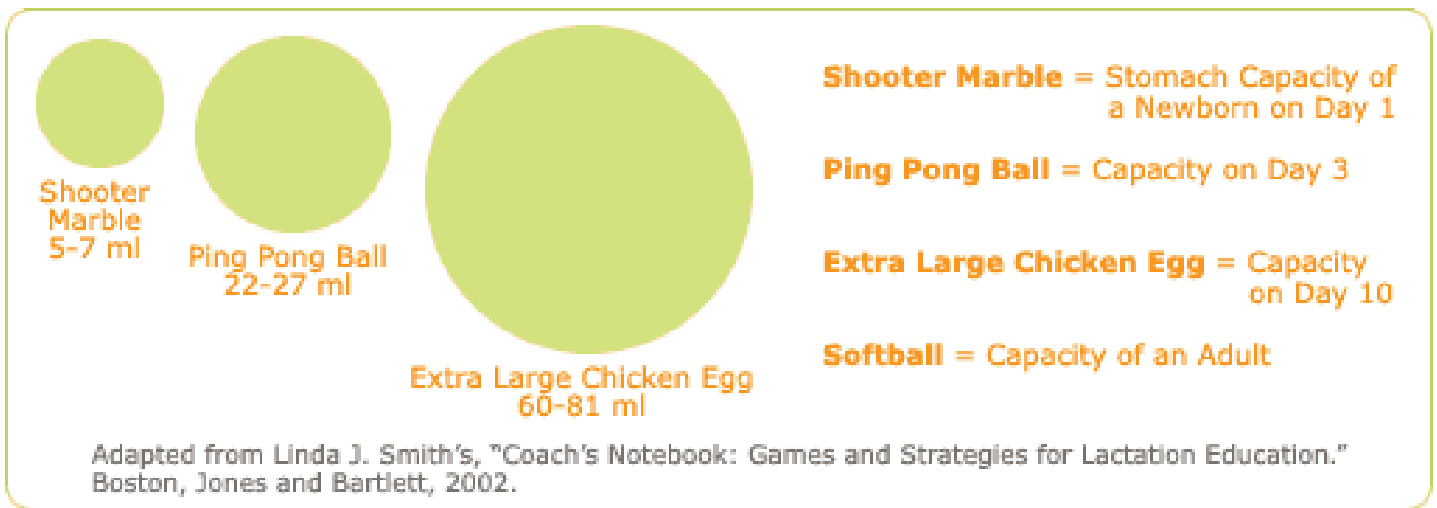 Shooter
Marble
5-7 ml
Ping Pong Ball
22-27 ml
Extra Large Chicken Egg
60-81 ml
Shooter Marble = Stomach Capacity of
a Newborn on Day 1
Ping Pong Ball = Capacity on Day 3
Extra Large Chicken Egg = Capacity
on Day 10
Softball = Capacity of an Adult
Adapted from Linda J. Smith’s, “Coach’s Notebook: Games and Strategies for Lactation Education.”
Boston, Jones and Bartlett, 2002.